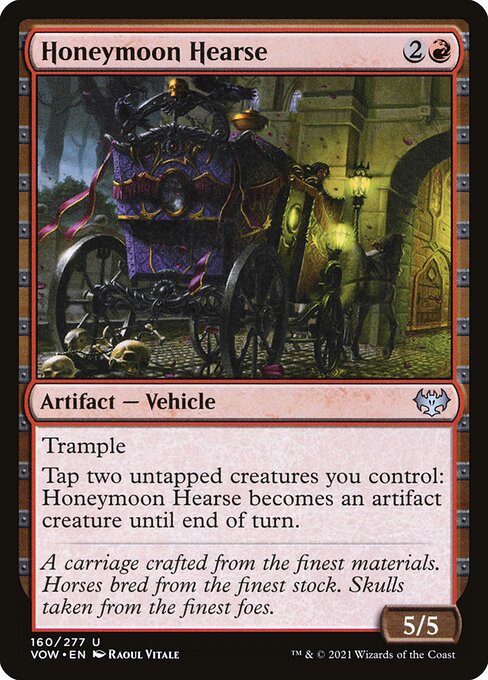 Honeymoon Hearse 2
Artifact — Vehicle
Trample
Tap two untapped creatures you control:
Honeymoon Hearse becomes an artifact
creature until end of turn.
A carriage crafted from the finest materials.
Horses bred from the finest stock. Skulls
taken from the finest foes.
5/5
160/277 U
VOW • EN Raoul Vitale
™ & © 2021 Wizards of the Coast